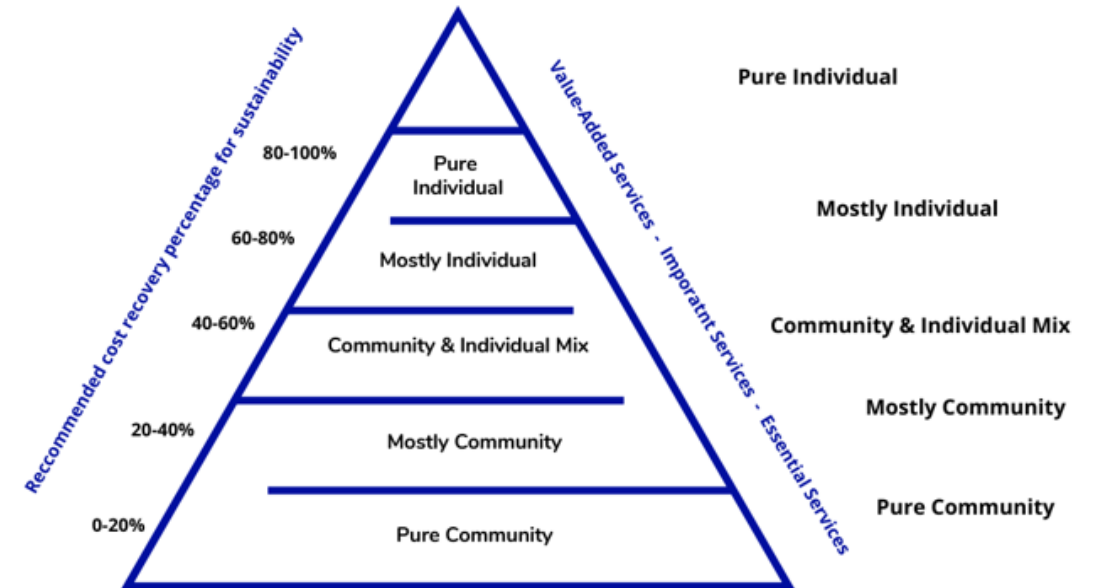 Reccommended cost recovery percentage for sustainability
Value-Added Services - Imporatnt Services - Essential Services
Pure Individual
80-100%
Pure
Individual
Mostly Individual
60-80%
Mostly Individual
40-60%
Community & Individual Mix
Community & Individual Mix
Mostly Community
20-40%
Mostly Community
Pure Community
0-20%
Pure Community